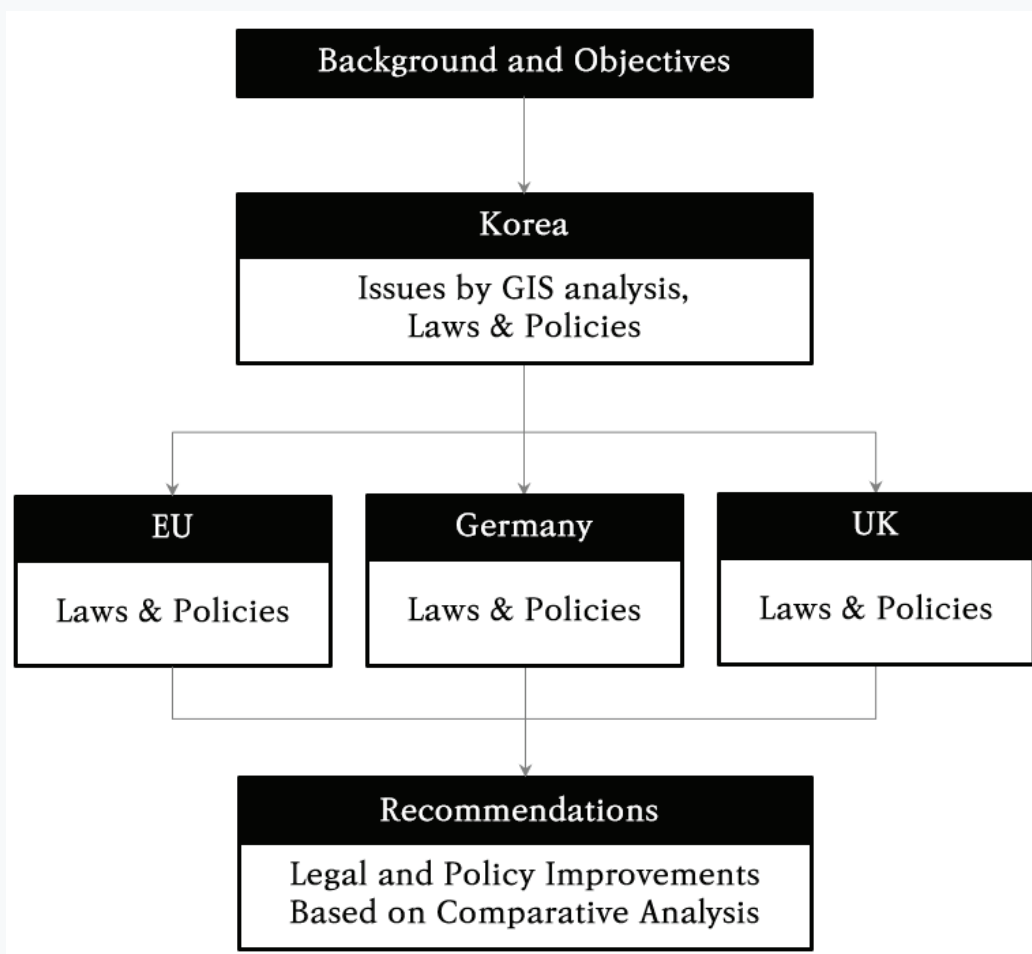 Background and Objectives
Korea
Issues by GIS analysis,
Laws & Policies
EU
Laws & Policies
Germany
Laws & Policies
UK
Laws & Policies
Recommendations
Legal and Policy Improvements
Based on Comparative Analysis